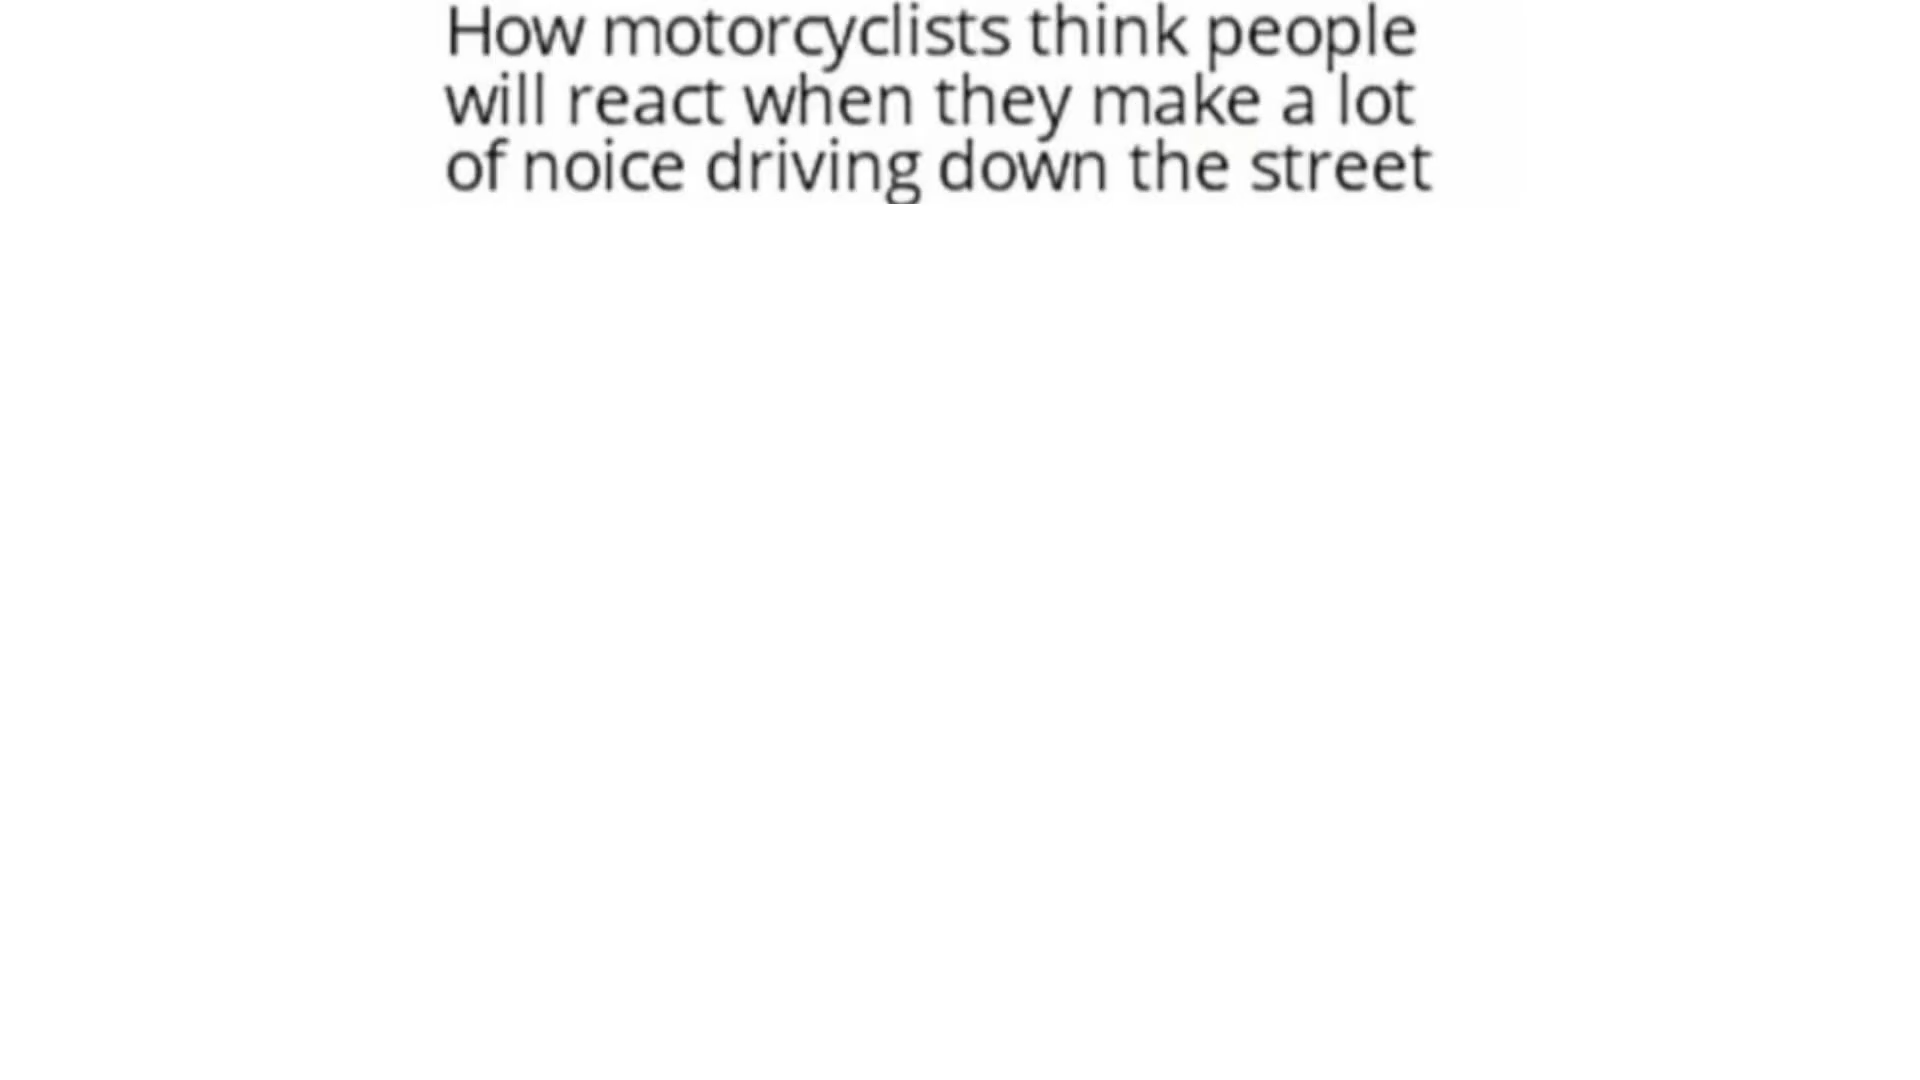 How motorcyclists think people
will react when they make a lot
of noice driving down the street